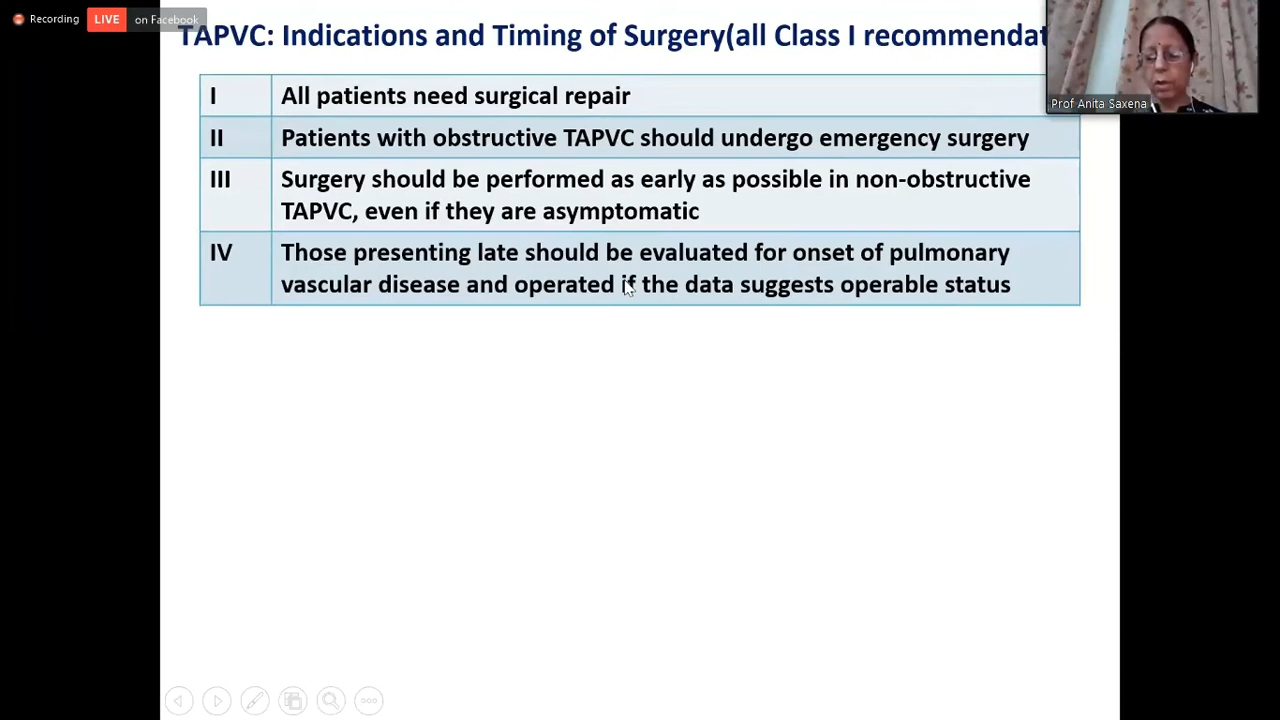 Recording
LIVE on Facebook
TAPVC: Indications and Timing of Surgery(all Class I recommendat
Prof Anita Saxena
I All patients need surgical repair
II Patients with obstructive TAPVC should undergo emergency surgery
III Surgery should be performed as early as possible in non-obstructive
TAPVC, even if they are asymptomatic
IV Those presenting late should be evaluated for onset of pulmonary
vascular disease and operated if the data suggests operable status